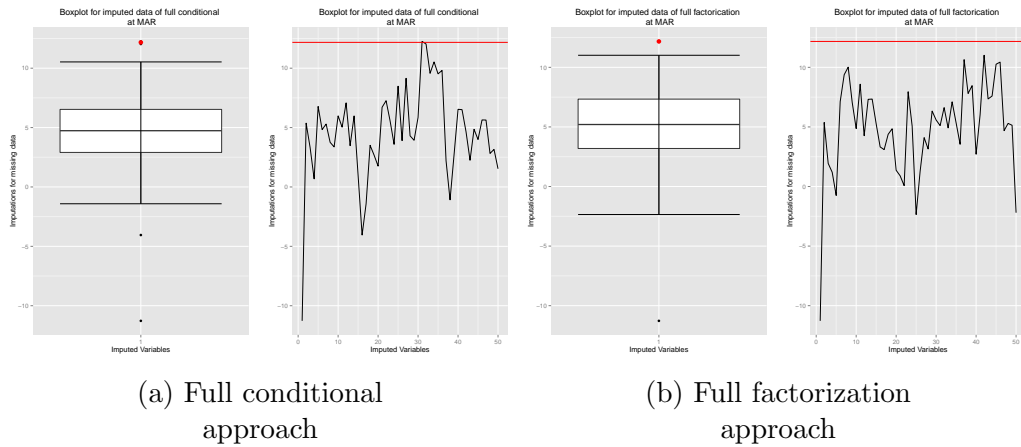 Boxplot for imputed data of full conditional
at MAR
Imputations for missing data
10
5
0
−5
−10
1
Imputed Variables
Boxplot for imputed data of full conditional
at MAR
Imputations for missing data
10
5
0
−5
−10
0
10
20
30
40
50
Imputed Variables
Boxplot for imputed data of full factorication
at MAR
Imputations for missing data
10
5
0
−5
−10
1
Imputed Variables
Boxplot for imputed data of full factorication
at MAR
Imputations for missing data
10
5
0
−5
−10
0
10
20
30
40
50
Imputed Variables
(a) Full conditional
approach
(b) Full factorization
approach